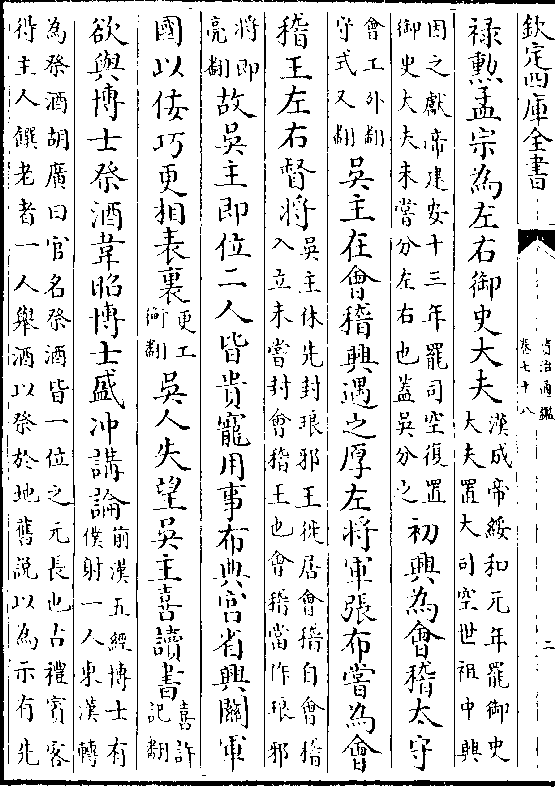 欽定四庫全書
資治通鑑
卷七十八
二
禄勲孟宗為左右御史大夫漢成帝綏和元年罷御史
大夫置大司空世祖中興
因之獻帝建安十三年罷司空復置
御史大夫未嘗分左右也蓋吳分之初興為會稽太守
會工外翻
守式又翻吳主在會稽興遇之厚左將軍張布嘗為會
稽王左右督將吳主休先封琅邪王徙居會稽自會稽
入立未嘗封會稽王也會稽當作琅邪
將即
亮翻故吳主即位二人皆貴寵用事布典宫省興關軍
國以佞巧更相表裏更工
衡翻吳人失望吳王喜讀書喜許
記翻
欲與博士祭酒韋昭博士盛冲講論前漢五經博士有
僕射一人東漢轉
為祭酒胡廣曰官名祭酒皆一位之元長也古禮賓客
得主人饌老者一人舉酒以祭於地舊說以為示有先